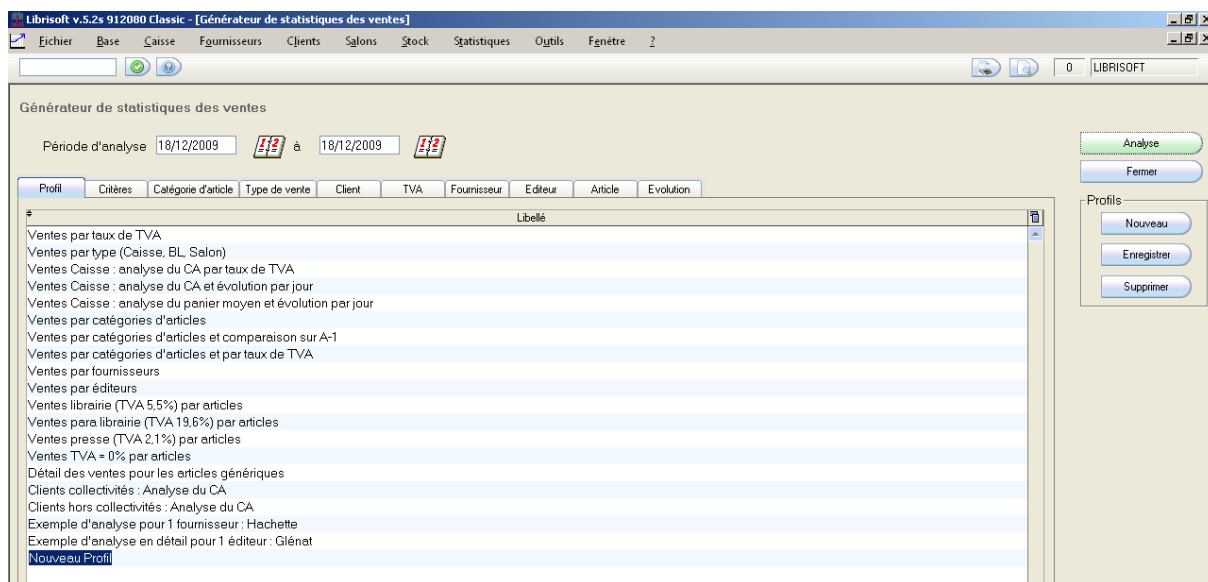 Librisoft v.5.2s 912080 Classic - [Générateur de statistiques des ventes]
Fichier Base Caisse Fournisseurs Clients Salons Stock Statistiques Outils Fenêtre ?
0 LIBRISOFT
Générateur de statistiques des ventes
Période d'analyse 18/12/2009 à 18/12/2009
Analyse
Fermer
Profil Critères Catégorie d'article Type de vente Client TVA Fournisseur Editeur Article Evolution
Profils
Libellé
Nouveau
Enregistrer
Supprimer
Ventes par taux de TVA
Ventes par type (Caisse, BL, Salon)
Ventes Caisse : analyse du CA par taux de TVA
Ventes Caisse : analyse du CA et évolution par jour
Ventes Caisse : analyse du panier moyen et évolution par jour
Ventes par catégories d'articles
Ventes par catégories d'articles et comparaison sur A-1
Ventes par catégories d'articles et par taux de TVA
Ventes par fournisseurs
Ventes par éditeurs
Ventes librairie (TVA 5,5%) par articles
Ventes para librairie (TVA 19,6%) par articles
Ventes presse (TVA 2,1%) par articles
Ventes TVA = 0% par articles
Détail des ventes pour les articles génériques
Clients collectivités : Analyse du CA
Clients hors collectivités : Analyse du CA
Exemple d'analyse pour 1 fournisseur : Hachette
Exemple d'analyse en détail pour 1 éditeur : Glénat
Nouveau Profil